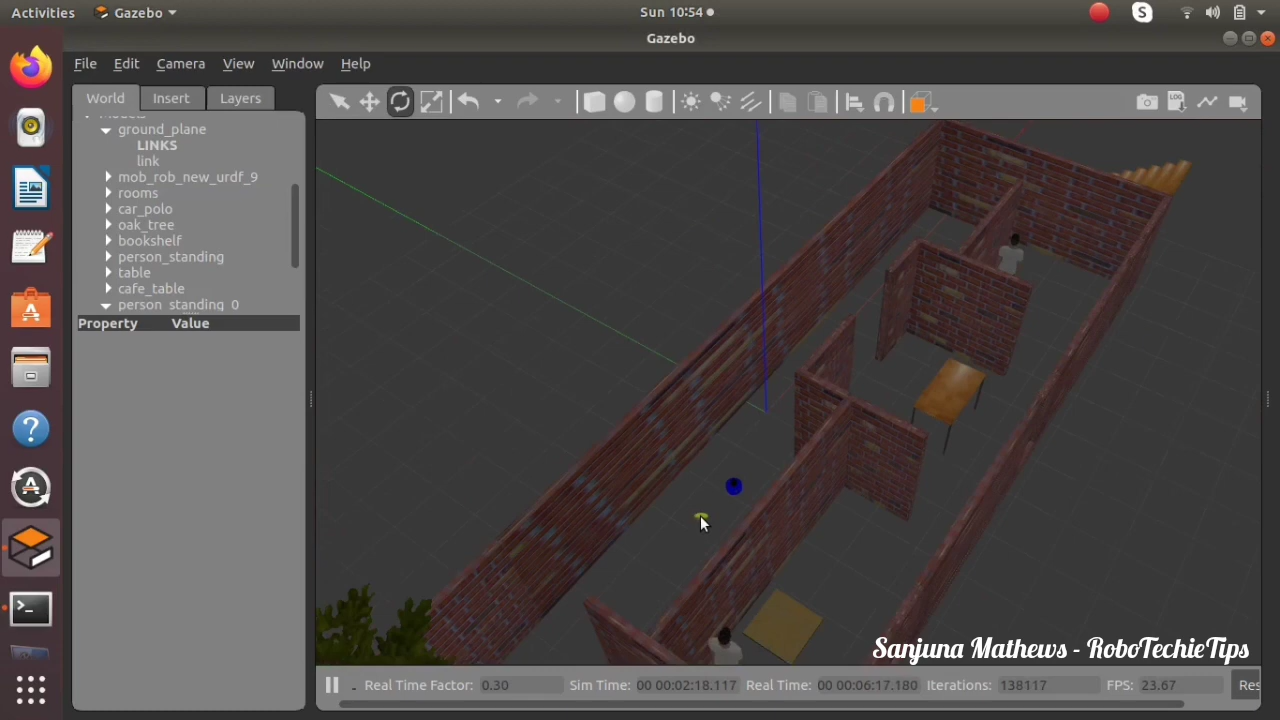 Activities Gazebo Sun 10:54
Gazebo
File Edit Camera View Window Help
World Insert Layers
ground_plane
LINKS
link
mob_rob_new_urdf_9
rooms
car_polo
oak_tree
bookshelf
person_standing
table
cafe_table
person_standing_0
Property Value
LOG
Sanjuna Mathews - RoboTechieTips
Real Time Factor: 0.30 Sim Time: 00 00:02:18.117 Real Time: 00 00:06:17.180 Iterations: 138117 FPS: 23.67 Res